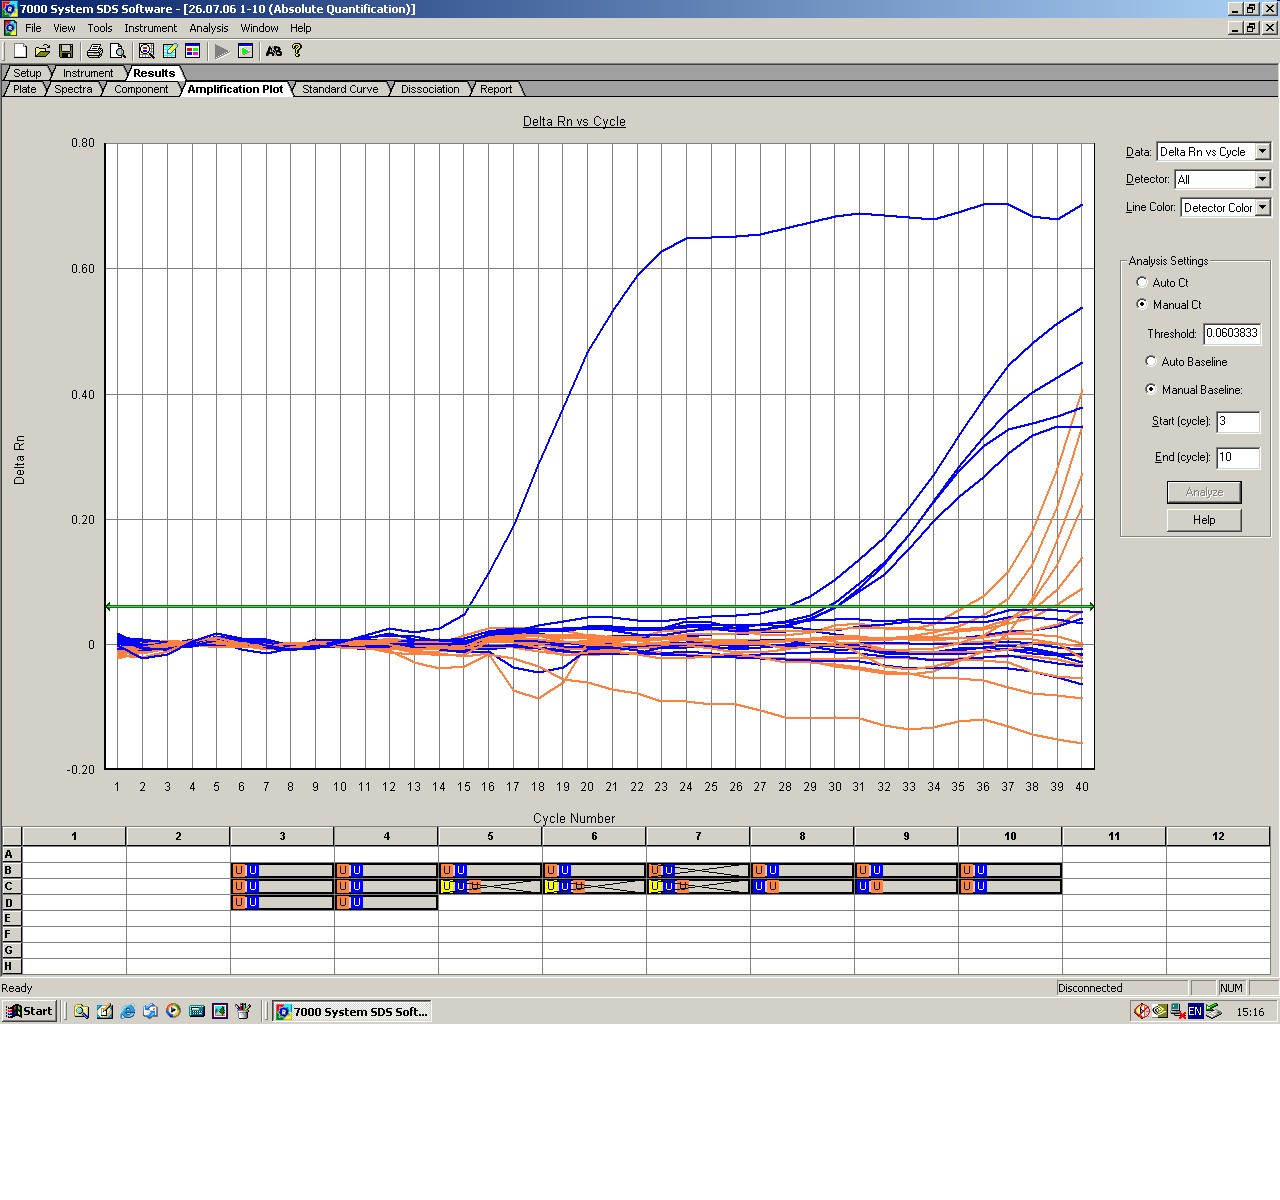 7000 System SDS Software - [26.07.06 1-10 (Absolute Quantification)]
File View Tools Instrument Analysis Window Help
Setup Instrument Results
Plate Spectra Component Amplification Plot Standard Curve Dissociation Report
Delta Rn vs Cycle
0.80
0.60
0.40
0.20
0
-0.20
Delta Rn
1 2 3 4 5 6 7 8 9 10 11 12 13 14 15 16 17 18 19 20 21 22 23 24 25 26 27 28 29 30 31 32 33 34 35 36 37 38 39 40
Cycle Number
Data: Delta Rn vs Cycle
Detector: All
Line Color: Detector Color
Analysis Settings
Auto Ct
Manual Ct
Threshold: 0.0603833
Auto Baseline
Manual Baseline:
Start (cycle): 3
End (cycle): 10
Analyze
Help
1 2 3 4 5 6 7 8 9 10 11 12
A
B U U U U U U U U U U U U U U U U
C U U U U U U U U U U U U U U U U U U U
D U U U U
E
F
G
H
Ready Disconnected NUM
Start 7000 System SDS Soft... EN 15:16